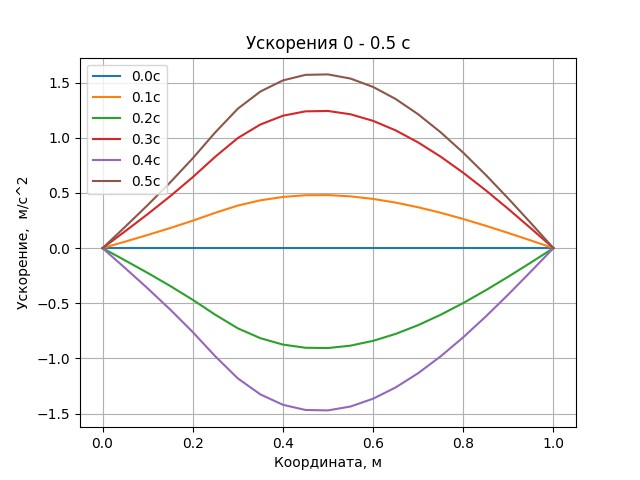 Ускорения 0 - 0.5 с
0.0с
0.1с
0.2с
0.3с
0.4с
0.5с
1.5
1.0
0.5
0.0
−0.5
−1.0
−1.5
Ускорение,   м/с^2
0.0
0.2
0.4
0.6
0.8
1.0
Координата, м